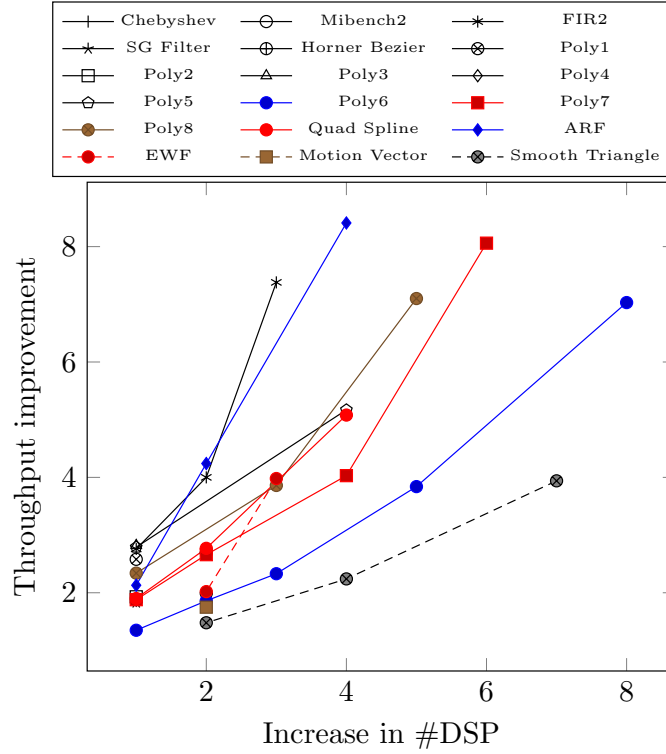 Chebyshev Mibench2 FIR2
SG Filter Horner Bezier Poly1
Poly2 Poly3 Poly4
Poly5 Poly6 Poly7
Poly8 Quad Spline ARF
EWF Motion Vector Smooth Triangle
8
6
4
2
Throughput improvement
2 4 6 8
Increase in #DSP